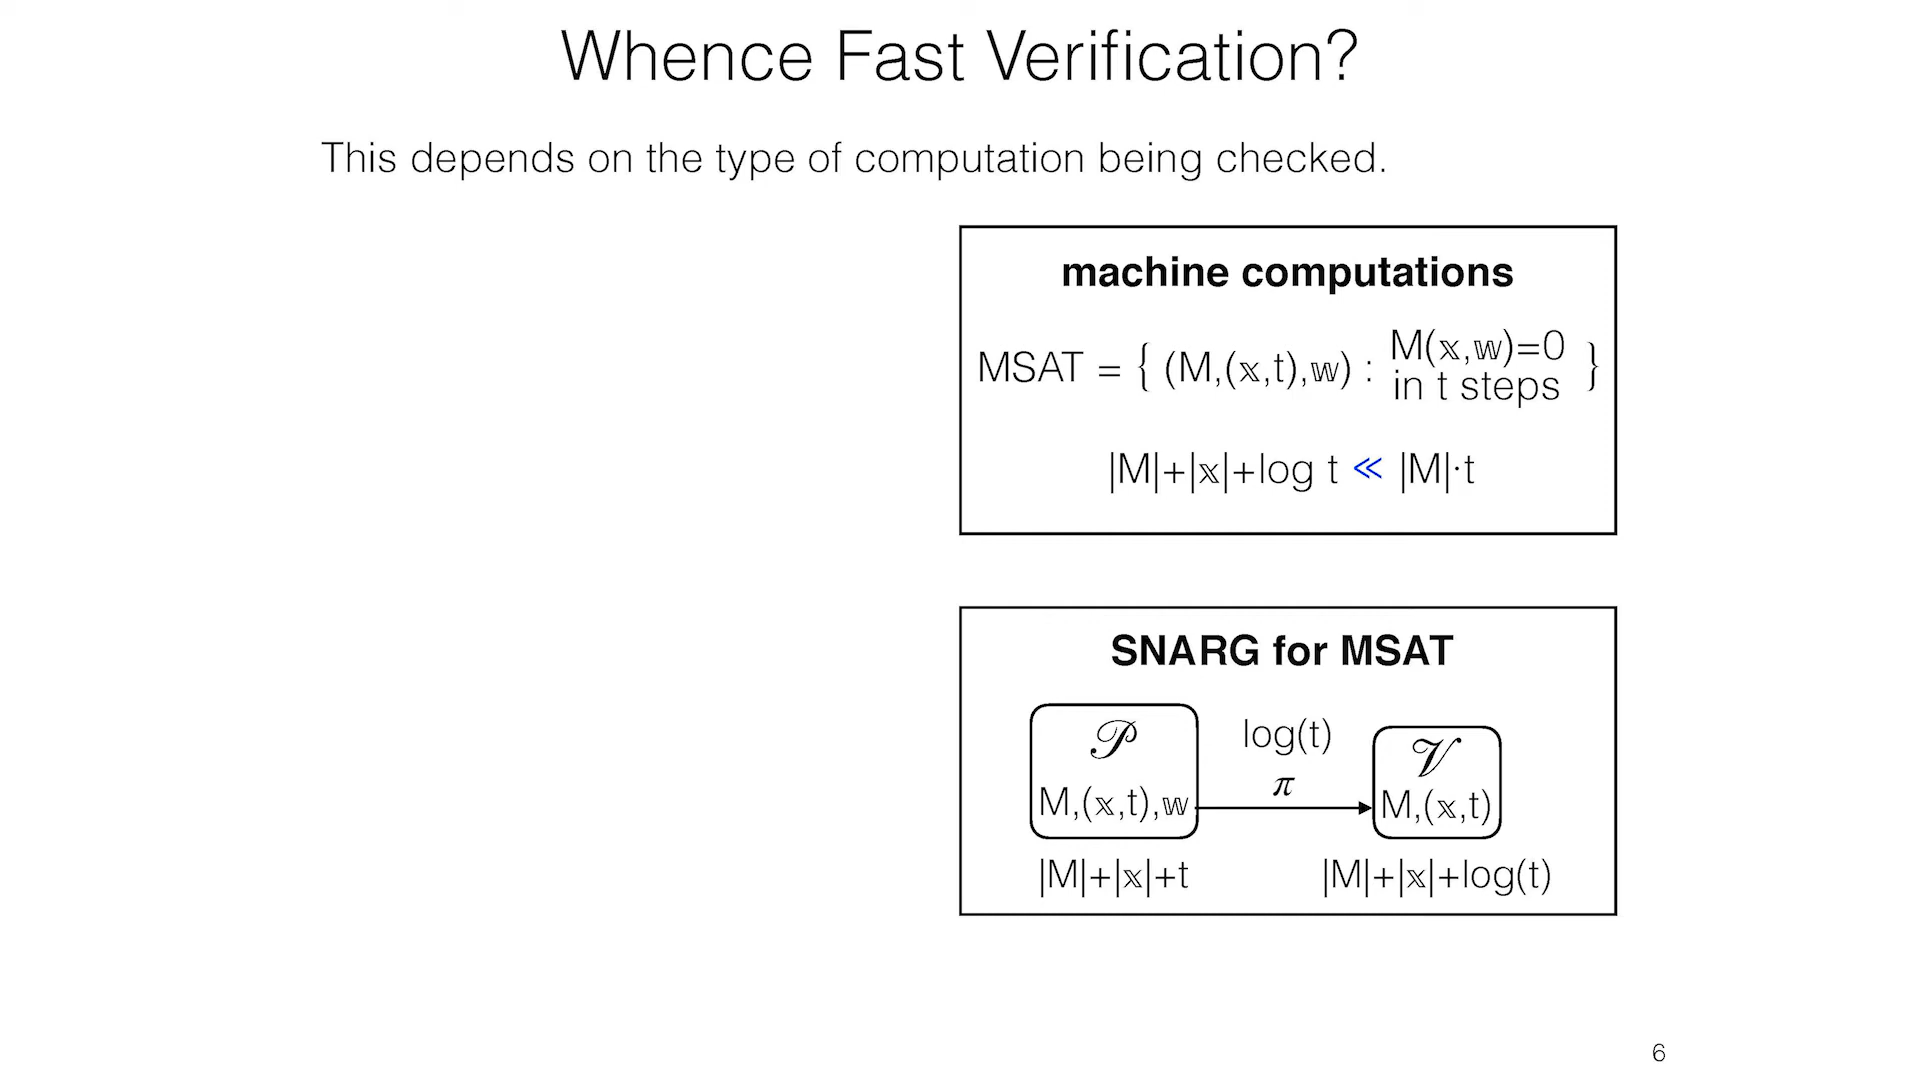 Whence Fast Verification?
This depends on the type of computation being checked.
machine computations
MSAT = { (M,(𝕩,t),𝕨) : M(𝕩,𝕨)=0 in t steps }
|M|+|𝕩|+log t ≪ |M|·t
SNARG for MSAT
𝒫
M,(𝕩,t),𝕨
log(t)
π
𝒱
M,(𝕩,t)
|M|+|𝕩|+t
|M|+|𝕩|+log(t)
6